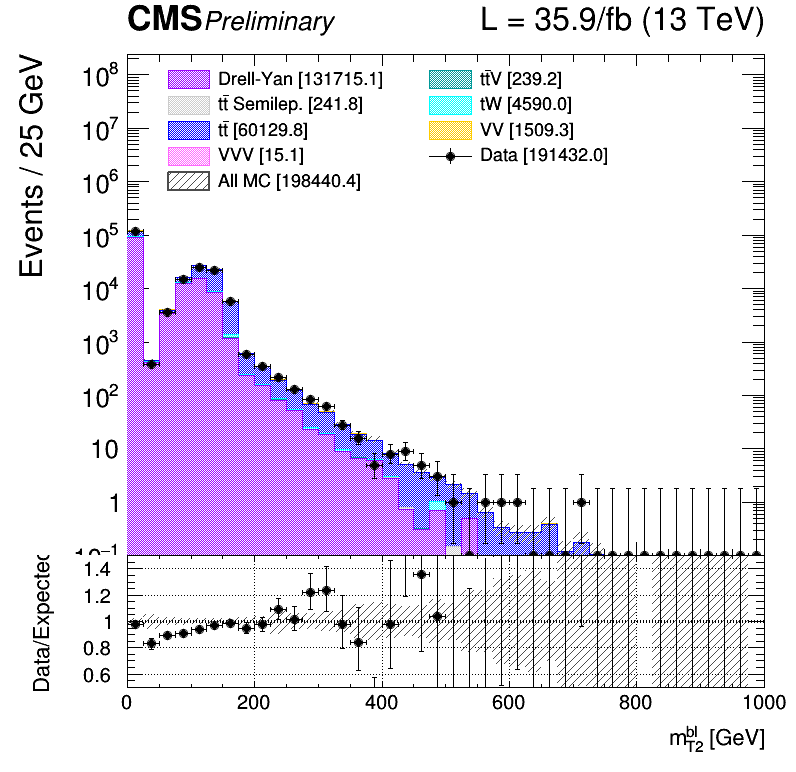 CMS Preliminary L = 35.9/fb (13 TeV)
Events / 25 GeV
10⁸
10⁷
10⁶
10⁵
10⁴
10³
10²
10
1
10⁻¹
Drell-Yan [131715.1]
tt̄ Semilep. [241.8]
tt̄ [60129.8]
VVV [15.1]
All MC [198440.4]
tt̄V [239.2]
tW [4590.0]
VV [1509.3]
Data [191432.0]
Data/Expected
1.4
1.2
1
0.8
0.6
0 200 400 600 800 1000
m_{T2}^{bl} [GeV]